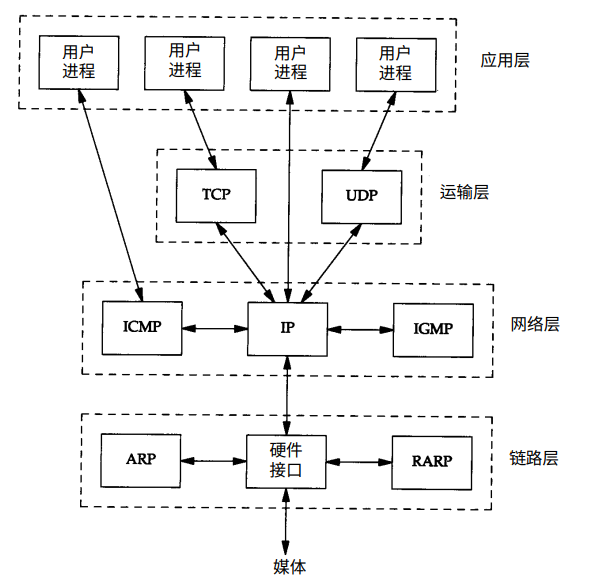 用户
进程
用户
进程
用户
进程
用户
进程
应用层
TCP
UDP
运输层
ICMP
IP
IGMP
网络层
ARP
硬件
接口
RARP
链路层
媒体